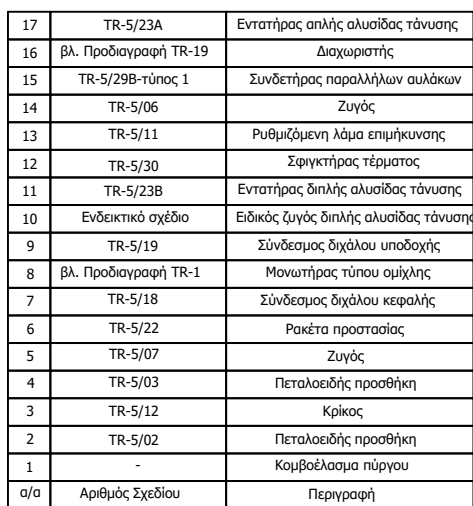 17 TR-5/23A Εντατήρας απλής αλυσίδας τάνυσης
16 βλ. Προδιαγραφή TR-19 Διαχωριστής
15 TR-5/29B-τύπος 1 Συνδετήρας παραλλήλων αυλάκων
14 TR-5/06 Ζυγός
13 TR-5/11 Ρυθμιζόμενη λάμα επιμήκυνσης
12 TR-5/30 Σφιγκτήρας τέρματος
11 TR-5/23B Εντατήρας διπλής αλυσίδας τάνυσης
10 Ενδεικτικό σχέδιο Ειδικός ζυγός διπλής αλυσίδας τάνυσης
9 TR-5/19 Σύνδεσμος διχάλου υποδοχής
8 βλ. Προδιαγραφή TR-1 Μονωτήρας τύπου ομίχλης
7 TR-5/18 Σύνδεσμος διχάλου κεφαλής
6 TR-5/22 Ρακέτα προστασίας
5 TR-5/07 Ζυγός
4 TR-5/03 Πεταλοειδής προσθήκη
3 TR-5/12 Κρίκος
2 TR-5/02 Πεταλοειδής προσθήκη
1 - Κομβοέλασμα πύργου
α/α Αριθμός Σχεδίου Περιγραφή